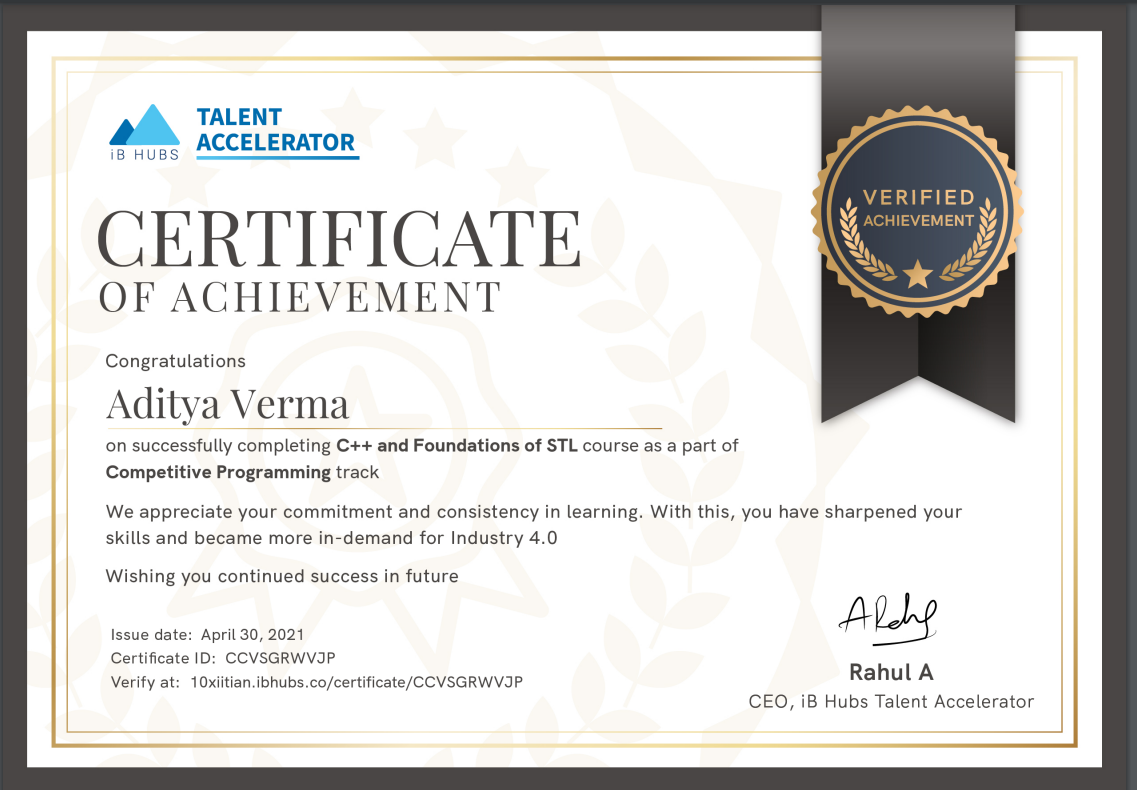 iB HUBS
TALENT
ACCELERATOR
VERIFIED
ACHIEVEMENT
CERTIFICATE
OF ACHIEVEMENT
Congratulations
Aditya Verma
on successfully completing C++ and Foundations of STL course as a part of
Competitive Programming track
We appreciate your commitment and consistency in learning. With this, you have sharpened your
skills and became more in-demand for Industry 4.0
Wishing you continued success in future
Issue date: April 30, 2021
Certificate ID: CCVSGRWVJP
Verify at: 10xiitian.ibhubs.co/certificate/CCVSGRWVJP
Rahul A
CEO, iB Hubs Talent Accelerator